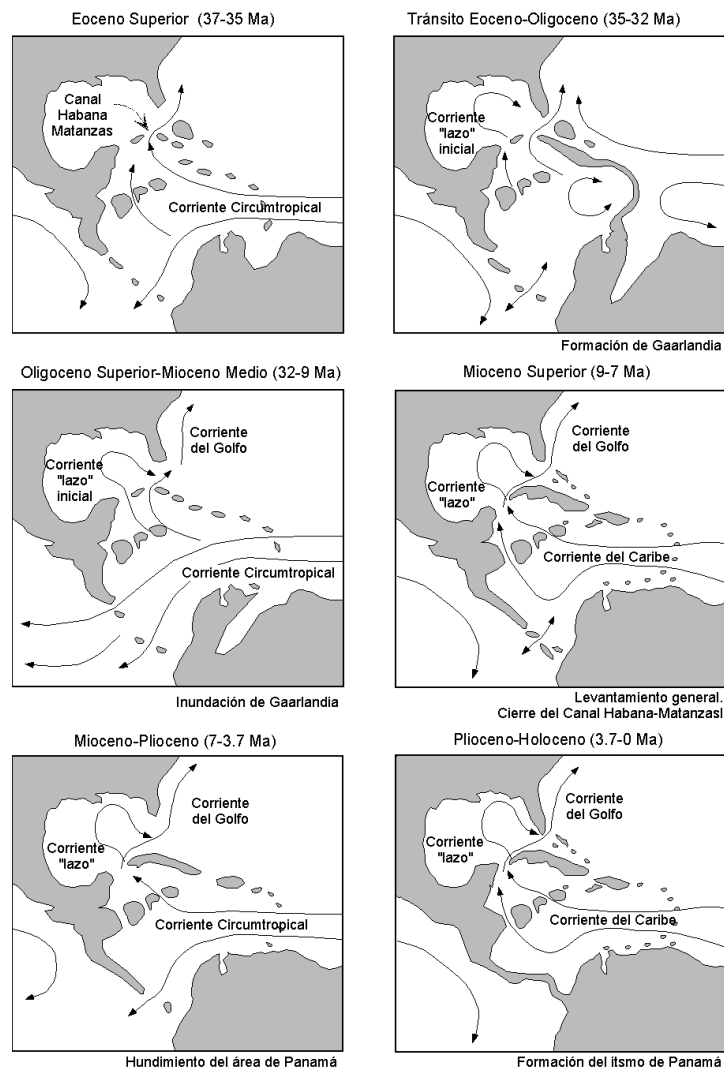 Eoceno Superior (37-35 Ma)
Canal
Habana
Matanzas
Corriente Circumtropical
Tránsito Eoceno-Oligoceno (35-32 Ma)
Corriente
"lazo"
inicial
Formación de Gaarlandia
Oligoceno Superior-Mioceno Medio (32-9 Ma)
Corriente
del Golfo
Corriente
"lazo"
inicial
Corriente Circumtropical
Inundación de Gaarlandia
Mioceno Superior (9-7 Ma)
Corriente
del Golfo
Corriente
"lazo"
Corriente del Caribe
Levantamiento general.
Cierre del Canal Habana-Matanzasl
Mioceno-Plioceno (7-3.7 Ma)
Corriente
del Golfo
Corriente
"lazo"
Corriente Circumtropical
Hundimiento del área de Panamá
Plioceno-Holoceno (3.7-0 Ma)
Corriente
del Golfo
Corriente
"lazo"
Corriente del Caribe
Formación del itsmo de Panamá